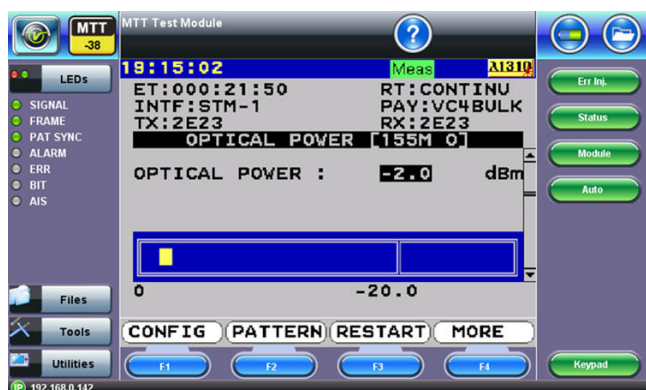 MTT
-38
MTT Test Module
?
LEDs
SIGNAL
FRAME
PAT SYNC
ALARM
ERR
BIT
AIS
Files
Tools
Utilities
IP 192.168.0.142
19:15:02 Meas λ1310
ET:000:21:50 RT:CONTINU
INTF:STM-1 PAY:VC4BULK
TX:2E23 RX:2E23
OPTICAL POWER [155M O]
OPTICAL POWER : -2.0 dBm
0 -20.0
CONFIG PATTERN RESTART MORE
F1 F2 F3 F4
Err Inj.
Status
Module
Auto
Keypad